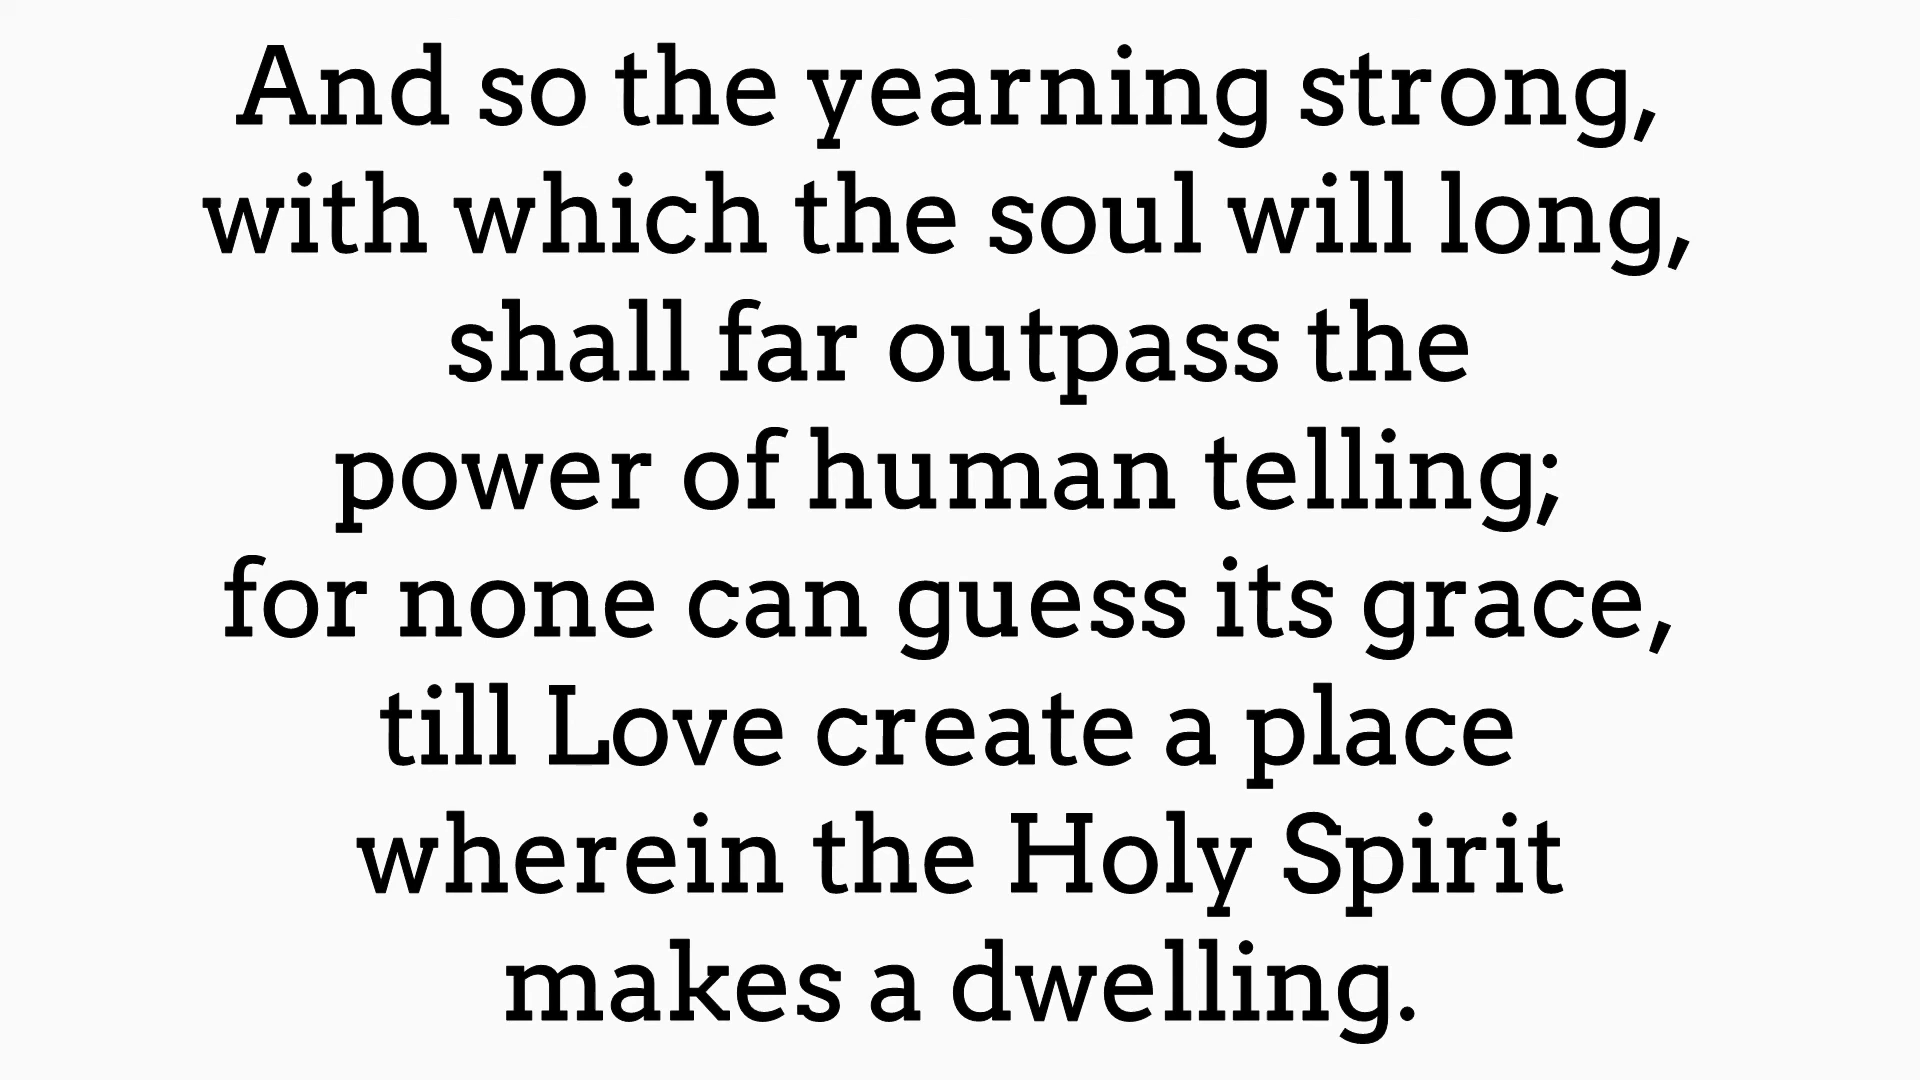 And so the yearning strong,
with which the soul will long,
shall far outpass the
power of human telling;
for none can guess its grace,
till Love create a place
wherein the Holy Spirit
makes a dwelling.